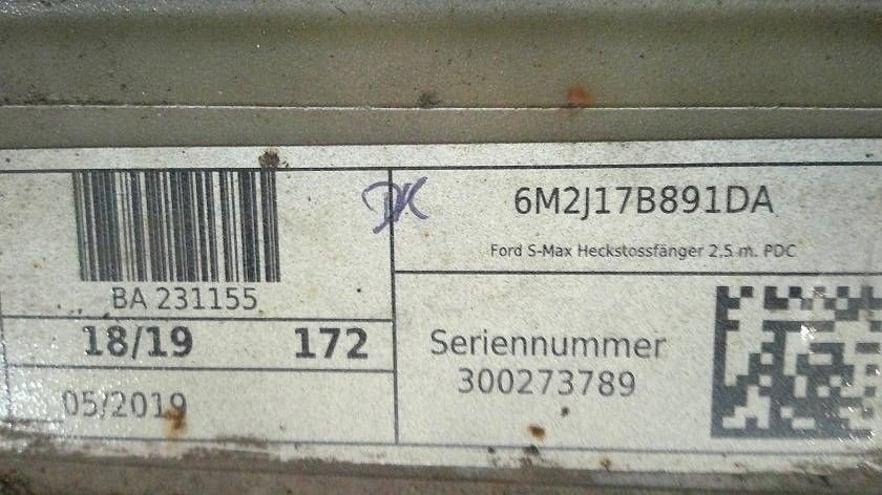 6M2J17B891DA
Ford S-Max Heckstossfänger 2.5 m. PDC
BA 231155
18/19 172
Seriennummer
300273789
05/2019